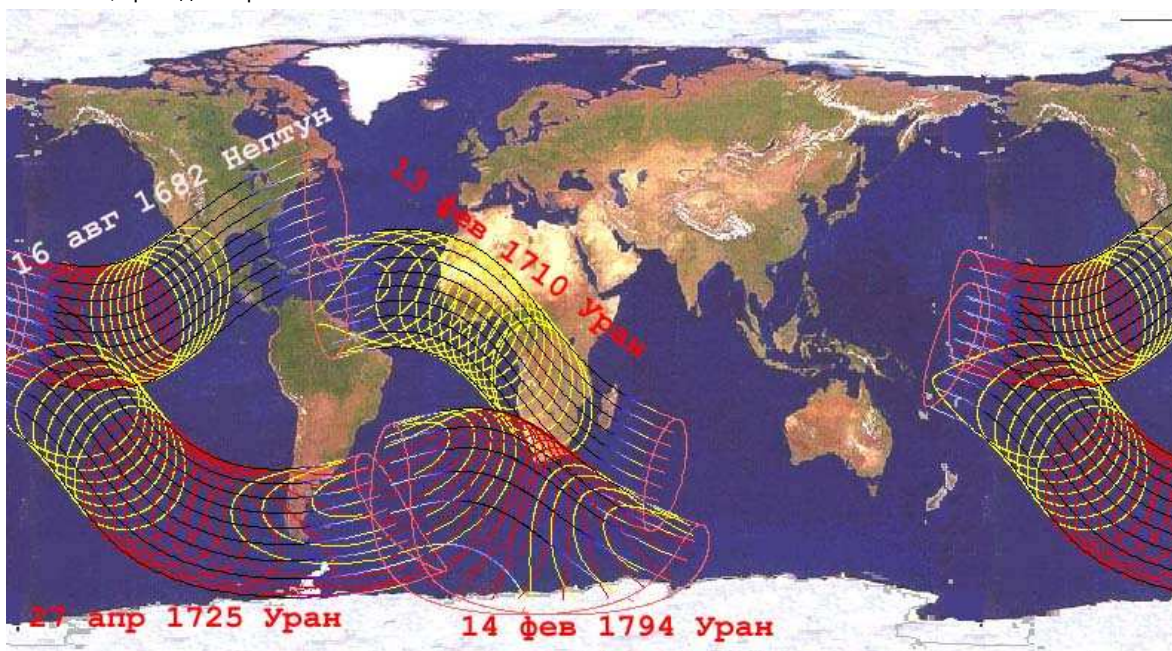 16 авг 1682 Нептун
13 фев 1710 Уран
27 апр 1725 Уран
14 фев 1794 Уран